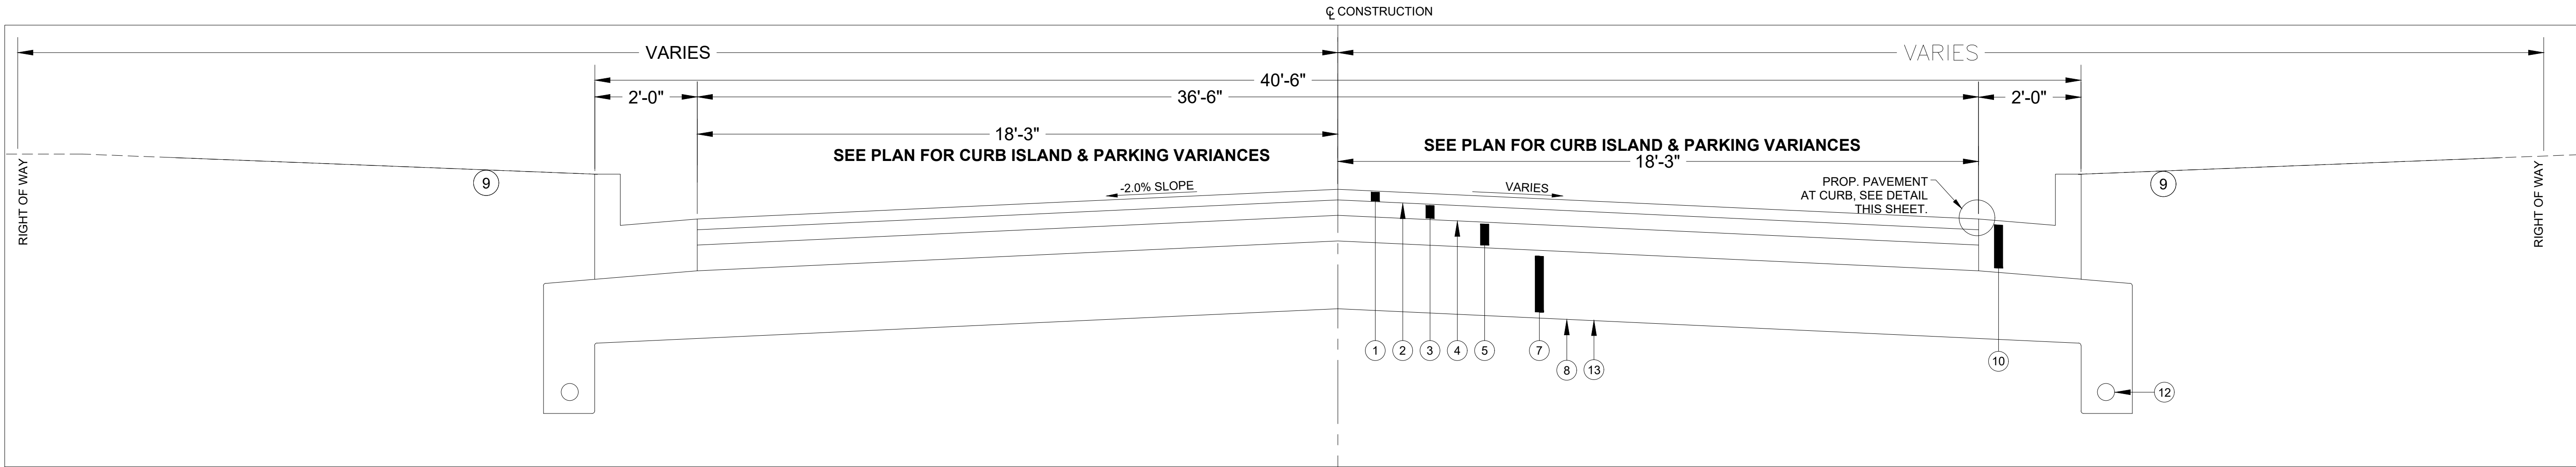 ℄ CONSTRUCTION
VARIES
VARIES
40'-6"
2'-0"
36'-6"
2'-0"
18'-3"
SEE PLAN FOR CURB ISLAND & PARKING VARIANCES
SEE PLAN FOR CURB ISLAND & PARKING VARIANCES
18'-3"
RIGHT OF WAY
9
-2.0% SLOPE
VARIES
PROP. PAVEMENT
AT CURB, SEE DETAIL
THIS SHEET.
9
RIGHT OF WAY
1
2
3
4
5
7
8
13
10
12